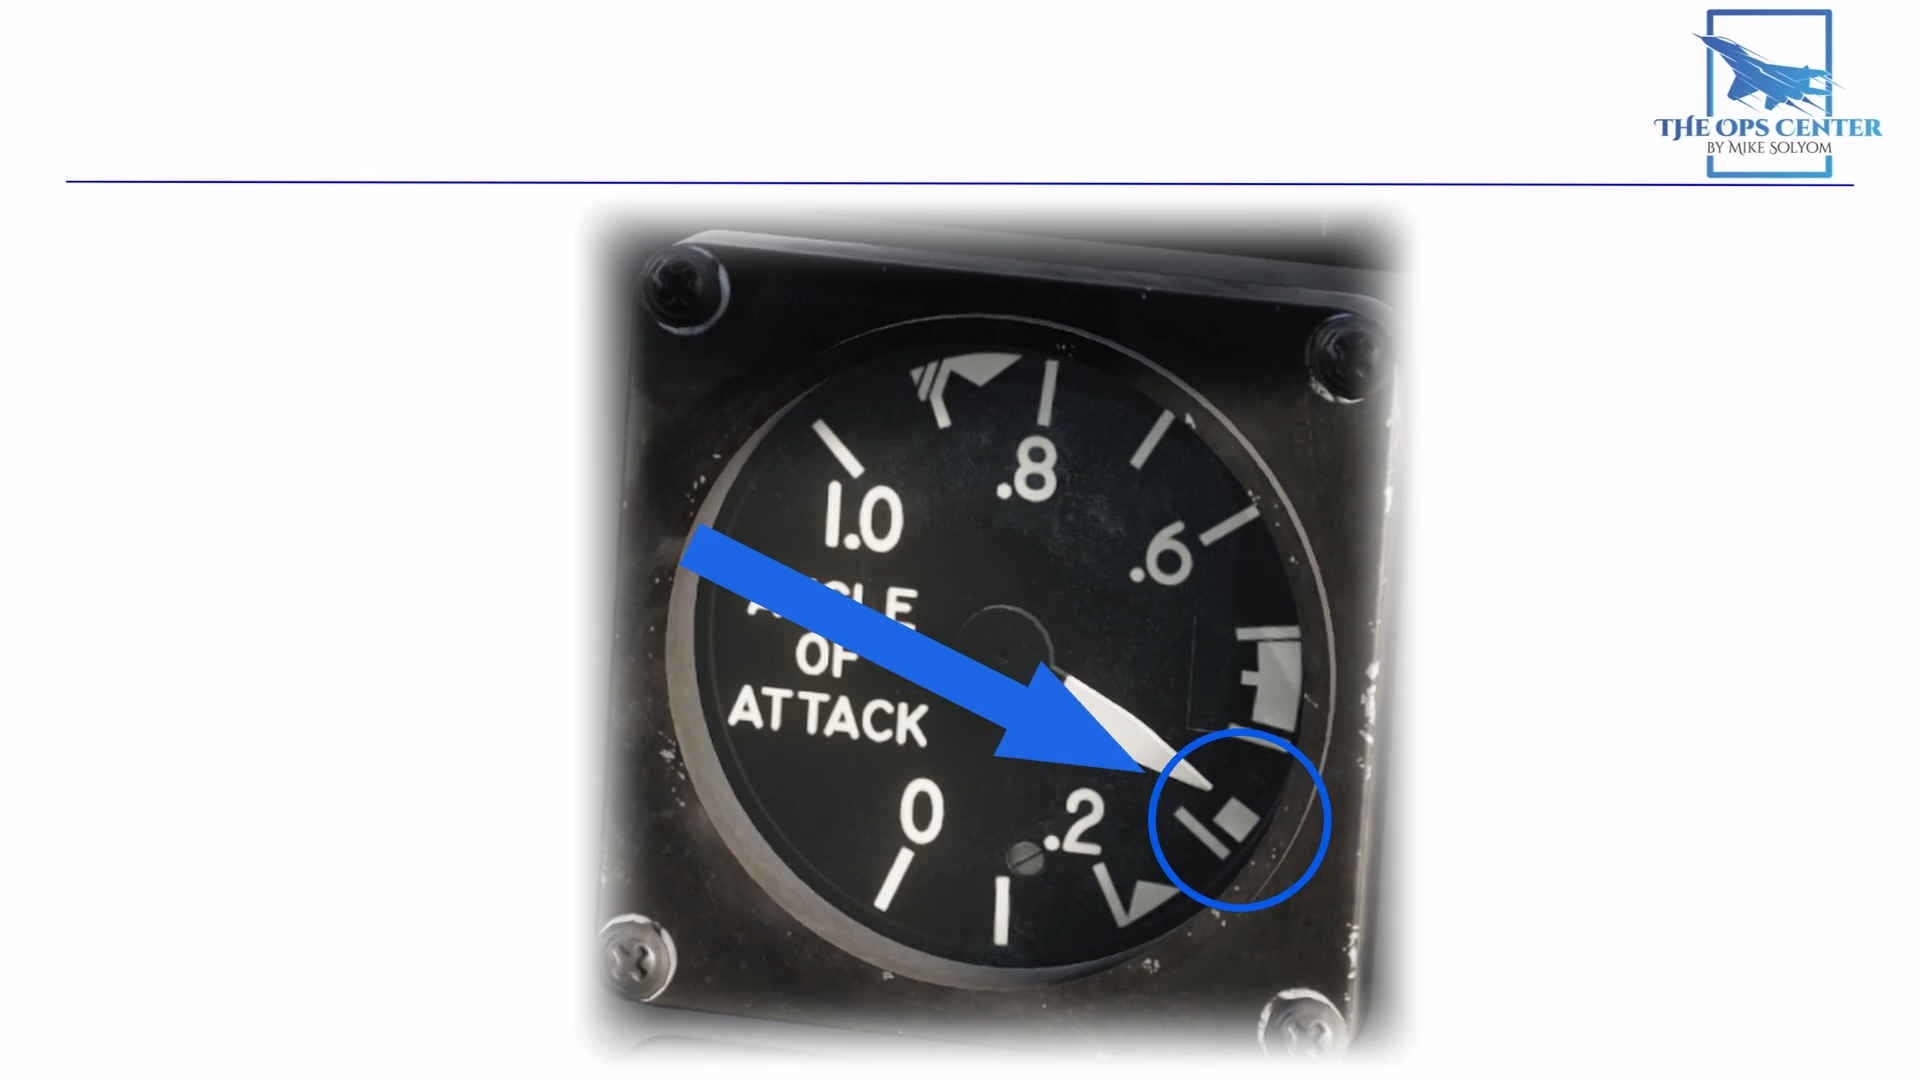 THE OPS CENTER
BY MIKE SOLYOM
.8
1.0
.6
OF
ATTACK
0
.2